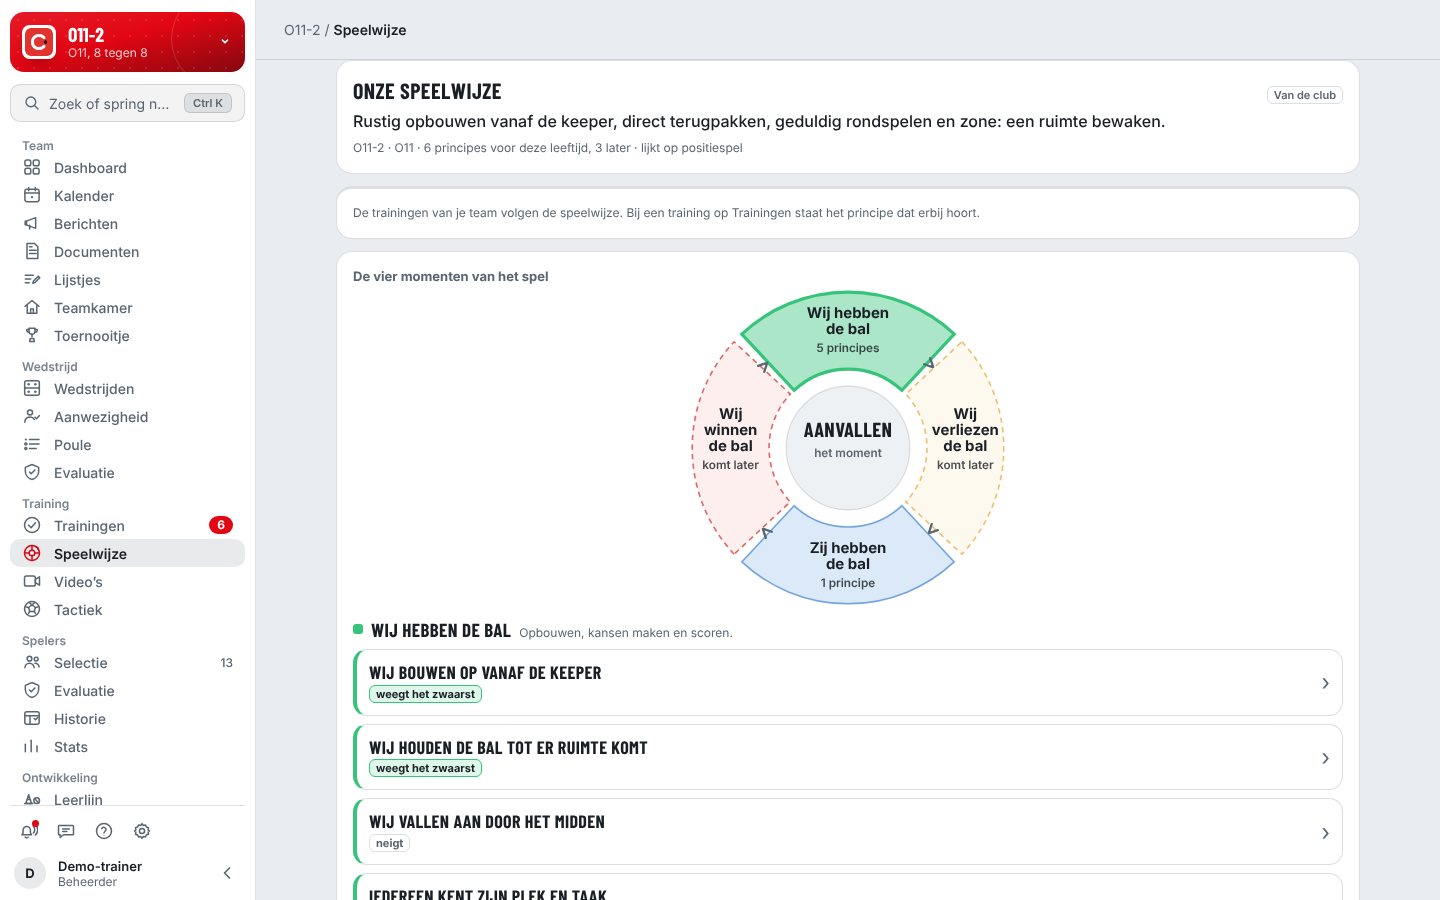 O11-2
O11, 8 tegen 8
Zoek of spring n...
Ctrl K
Team
Dashboard
Kalender
Berichten
Documenten
Lijstjes
Teamkamer
Toernooitje
Wedstrijd
Wedstrijden
Aanwezigheid
Poule
Evaluatie
Training
Trainingen
6
Speelwijze
Video's
Tactiek
Spelers
Selectie
13
Evaluatie
Historie
Stats
Ontwikkeling
Leerlijn
D
Demo-trainer
Beheerder
O11-2 / Speelwijze
ONZE SPEELWIJZE
Van de club
Rustig opbouwen vanaf de keeper, direct terugpakken, geduldig rondspelen en zone: een ruimte bewaken.
O11-2 · O11 · 6 principes voor deze leeftijd, 3 later · lijkt op positiespel
De trainingen van je team volgen de speelwijze. Bij een training op Trainingen staat het principe dat erbij hoort.
De vier momenten van het spel
Wij hebben
de bal
5 principes
Wij
winnen
de bal
komt later
AANVALLEN
het moment
Wij
verliezen
de bal
komt later
Zij hebben
de bal
1 principe
WIJ HEBBEN DE BAL Opbouwen, kansen maken en scoren.
WIJ BOUWEN OP VANAF DE KEEPER
weegt het zwaarst
WIJ HOUDEN DE BAL TOT ER RUIMTE KOMT
weegt het zwaarst
WIJ VALLEN AAN DOOR HET MIDDEN
neigt
IEDEREEN KENT ZIJN PLEK EN TAAK